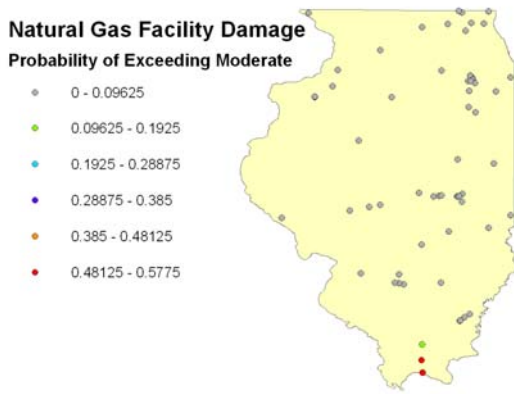 Natural Gas Facility Damage
Probability of Exceeding Moderate
0 - 0.09625
0.09625 - 0.1925
0.1925 - 0.28875
0.28875 - 0.385
0.385 - 0.48125
0.48125 - 0.5775